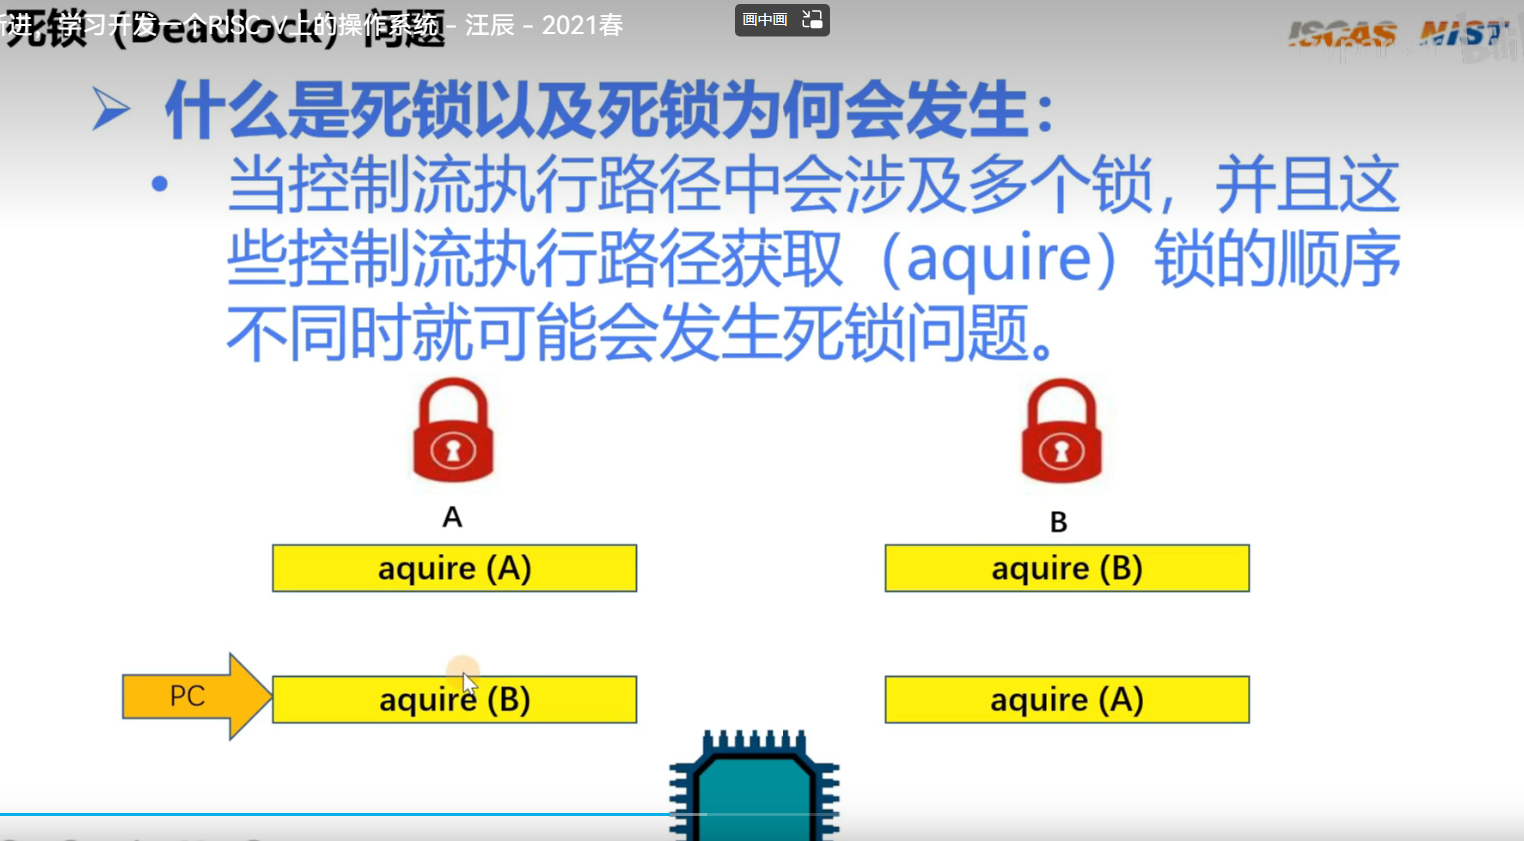 死锁（Deadlock）问题
学习开发一个RISC-V上的操作系统 - 汪辰 - 2021春
画中画
ISCAS NIST
什么是死锁以及死锁为何会发生：
当控制流执行路径中会涉及多个锁，并且这
些控制流执行路径获取（aquire）锁的顺序
不同时就可能会发生死锁问题。
A
B
aquire (A)
aquire (B)
PC
aquire (B)
aquire (A)